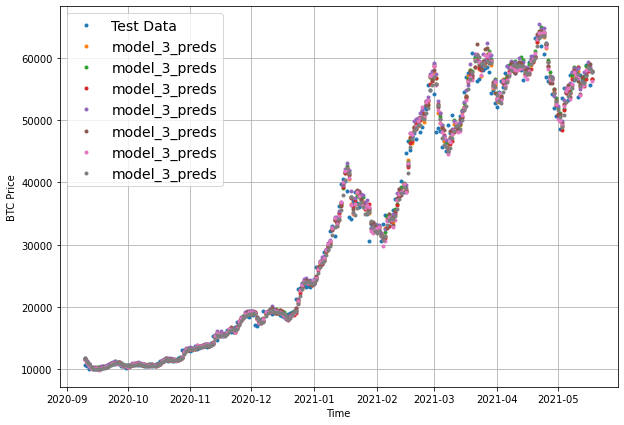 Test Data
model_3_preds
model_3_preds
model_3_preds
model_3_preds
model_3_preds
model_3_preds
model_3_preds
60000
50000
40000
30000
20000
10000
BTC Price
2020-09 2020-10 2020-11 2020-12 2021-01 2021-02 2021-03 2021-04 2021-05
Time